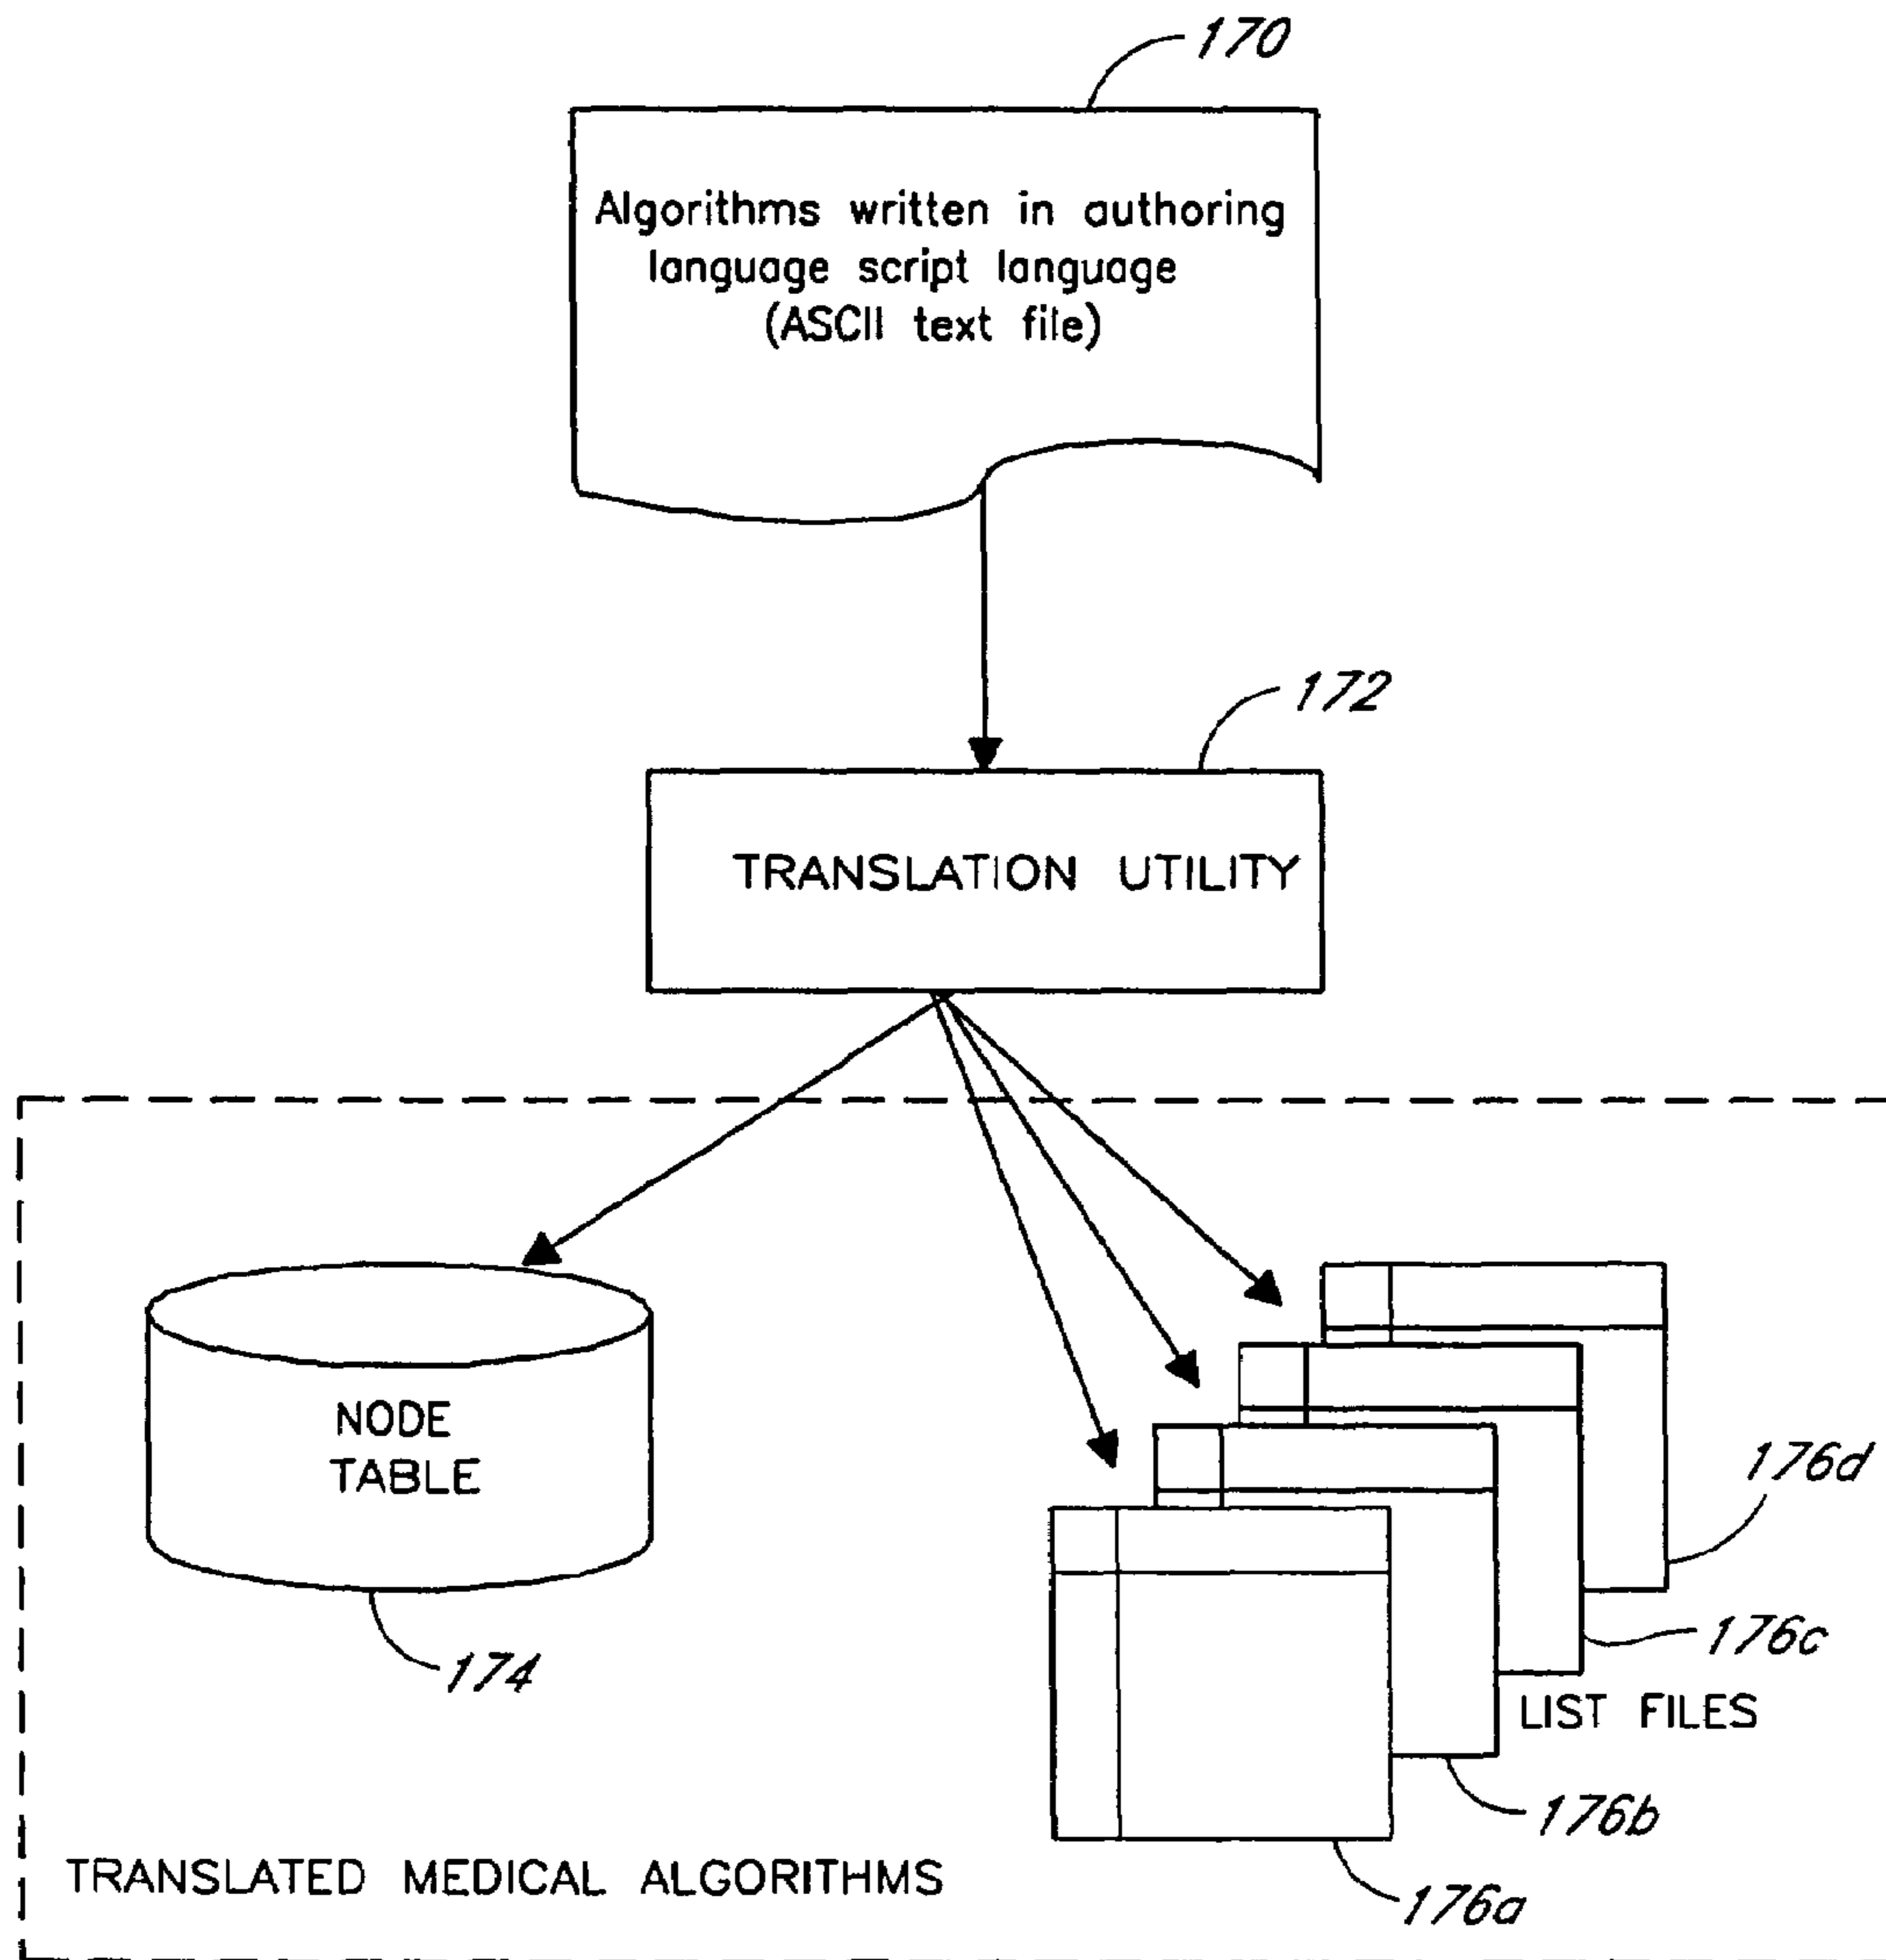 170
Algorithms written in authoring
language script language
(ASCII text file)
172
TRANSLATION UTILITY
NODE
TABLE
174
176d
176c
LIST FILES
176b
176a
TRANSLATED MEDICAL ALGORITHMS